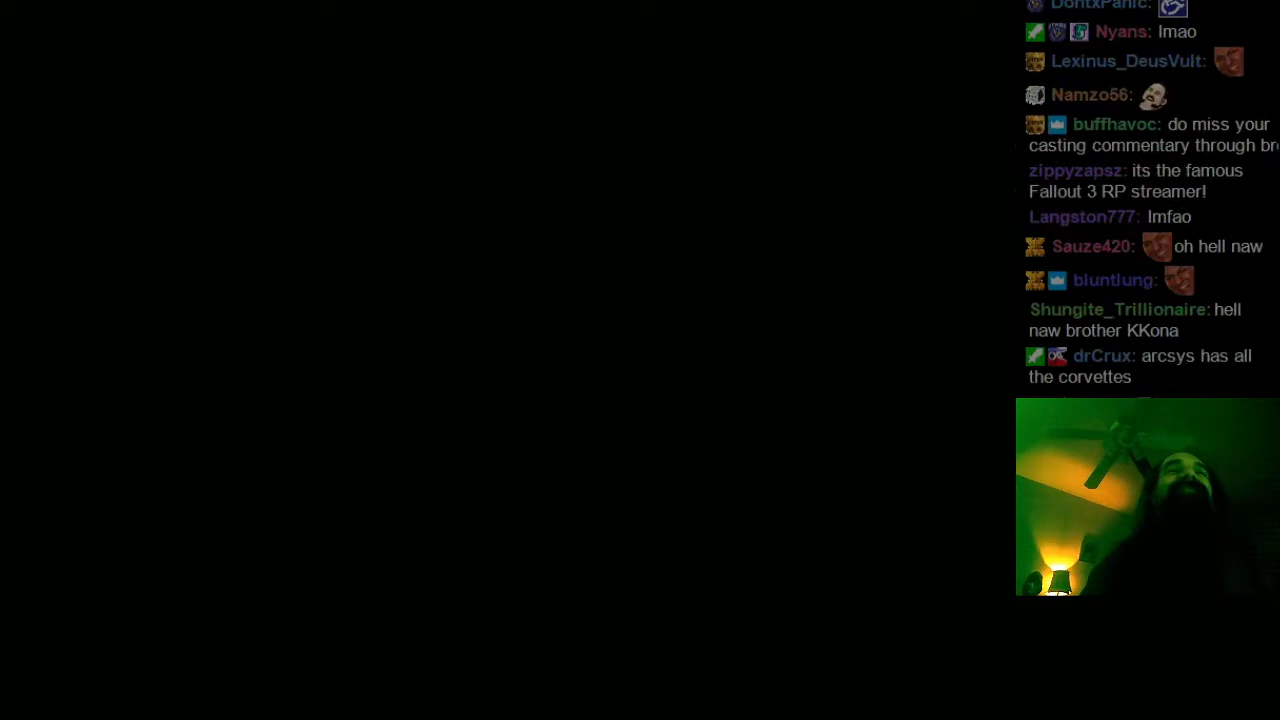 DontxPanic:
Nyans: lmao
Lexinus_DeusVult:
Namzo56:
buffhavoc: do miss your
casting commentary through
zippyzapsz: its the famous
Fallout 3 RP streamer!
Langston777: lmfao
Sauze420: oh hell naw
bluntlung:
Shungite_Trillionaire: hell
naw brother KKona
drCrux: arcsys has all
the corvettes